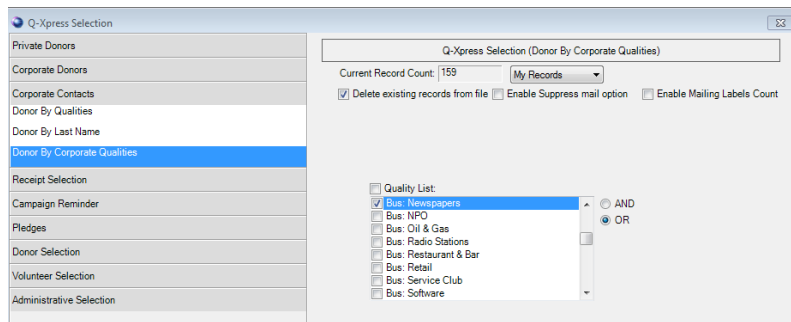 Q-Xpress Selection
Private Donors
Corporate Donors
Corporate Contacts
Donor By Qualities
Donor By Last Name
Donor By Corporate Qualities
Receipt Selection
Campaign Reminder
Pledges
Donor Selection
Volunteer Selection
Administrative Selection
Q-Xpress Selection (Donor By Corporate Qualities)
Current Record Count: 159 My Records
Delete existing records from file Enable Suppress mail option Enable Mailing Labels Count
Quality List:
Bus: Newspapers
Bus: NPO
Bus: Oil & Gas
Bus: Radio Stations
Bus: Restaurant & Bar
Bus: Retail
Bus: Service Club
Bus: Software
AND
OR